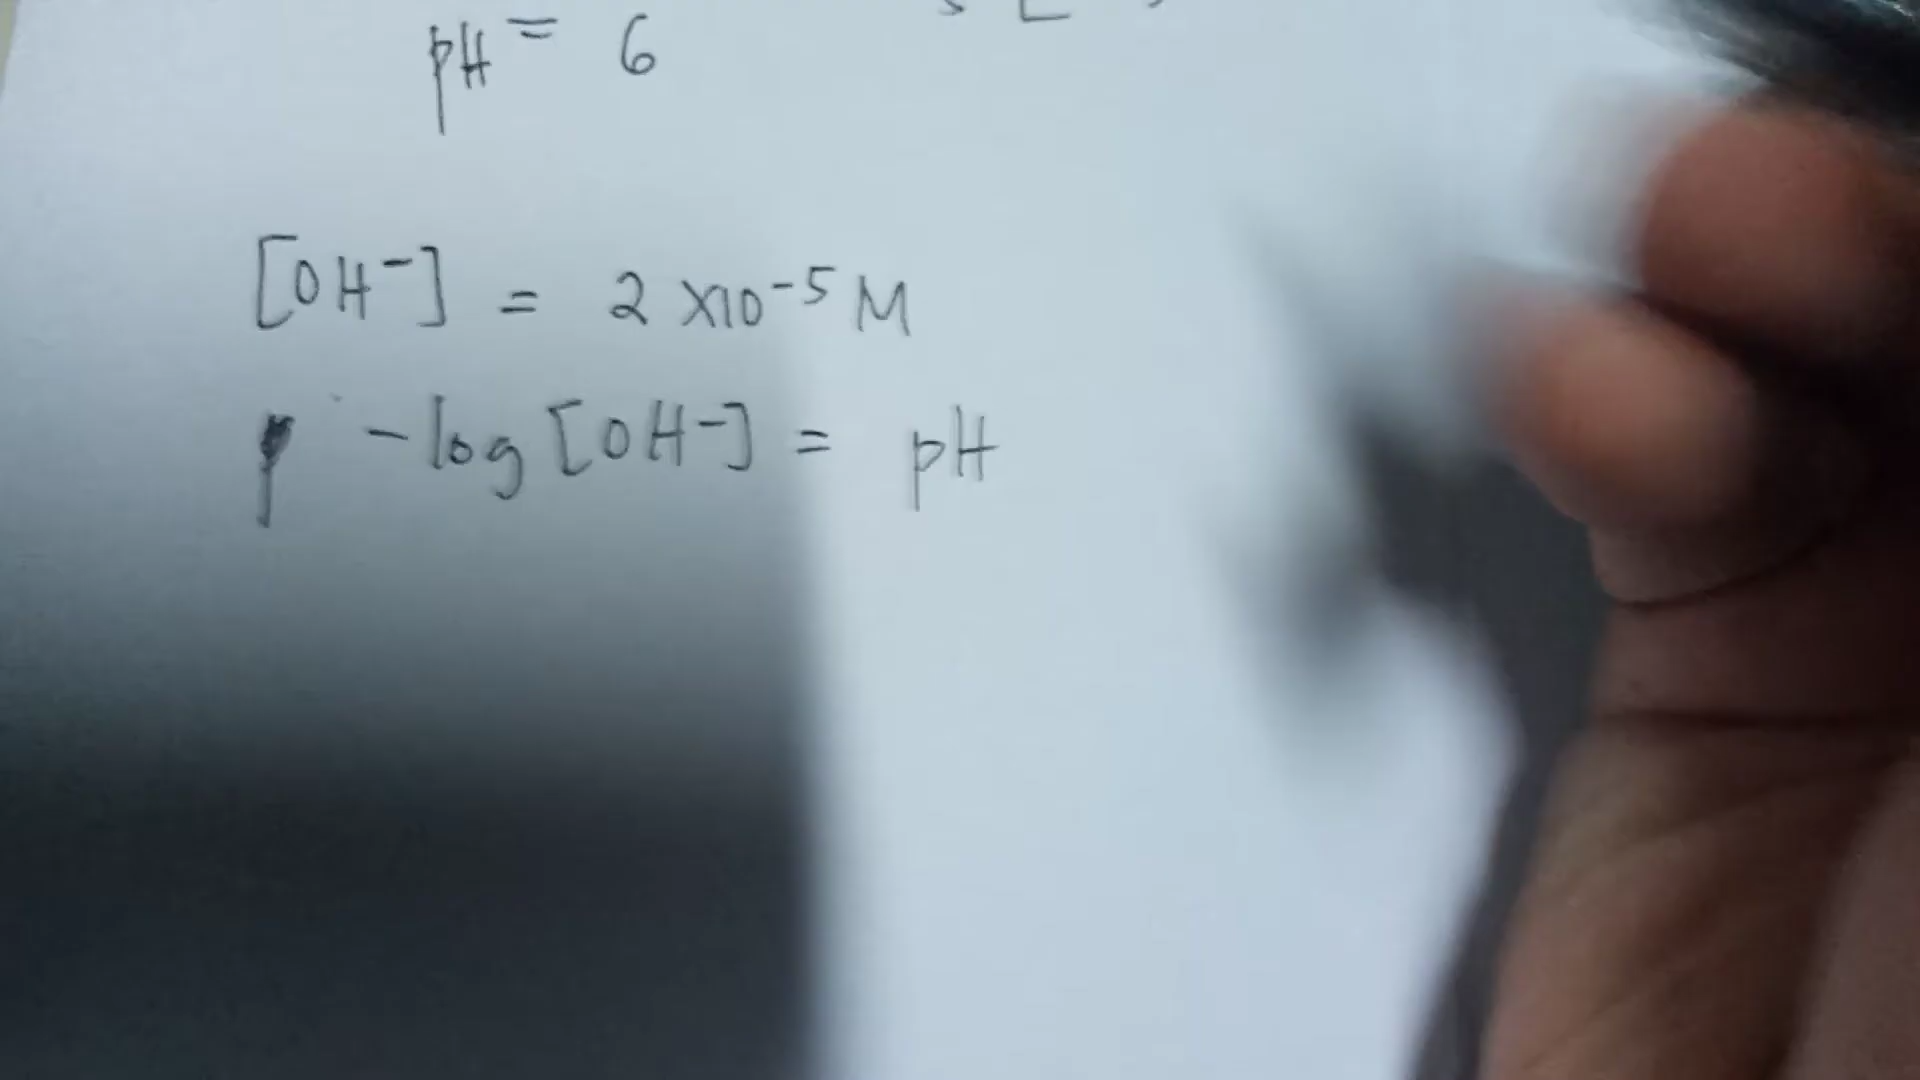 pH = 6
[OH⁻] = 2 x10⁻⁵ M
p -log [OH⁻] = pH